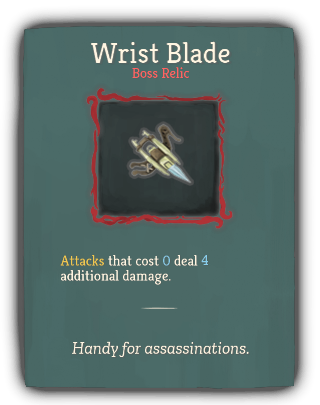 Wrist Blade
Boss Relic
Attacks that cost 0 deal 4
additional damage.
Handy for assassinations.